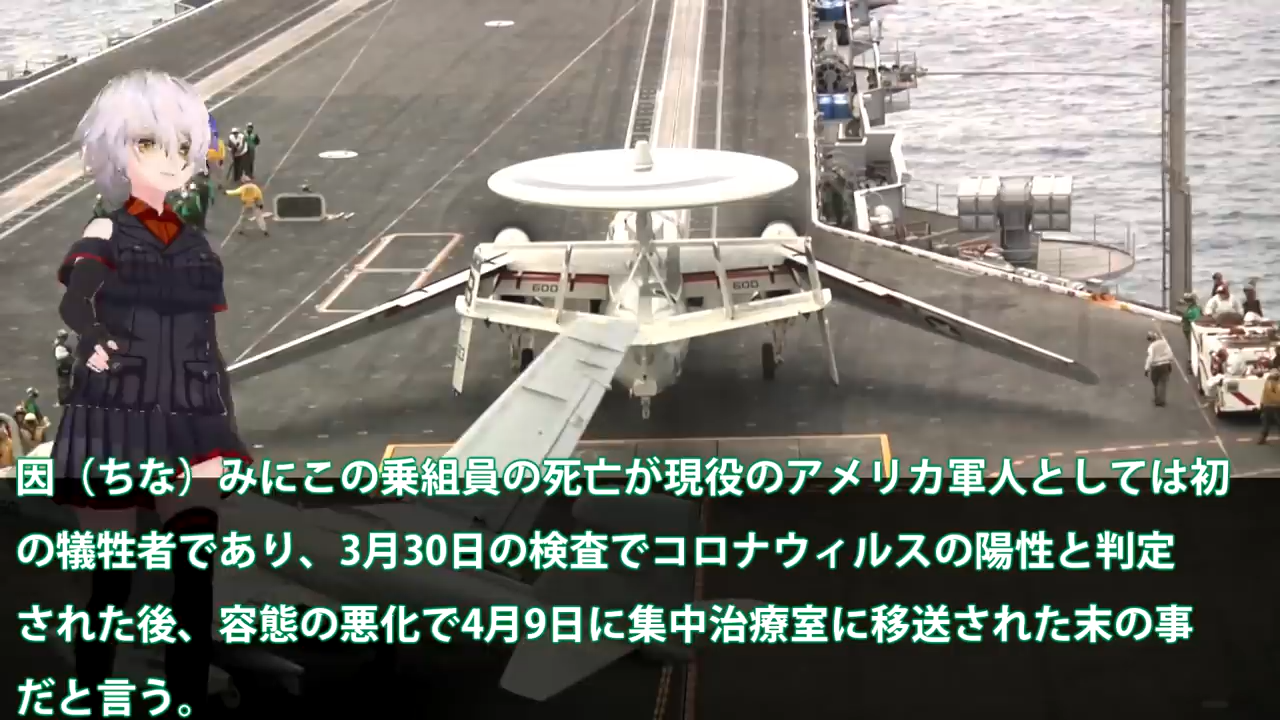 600 600
因（ちな）みにこの乗組員の死亡が現役のアメリカ軍人としては初
の犠牲者であり、3月30日の検査でコロナウィルスの陽性と判定
された後、容態の悪化で4月9日に集中治療室に移送された末の事
だと言う。